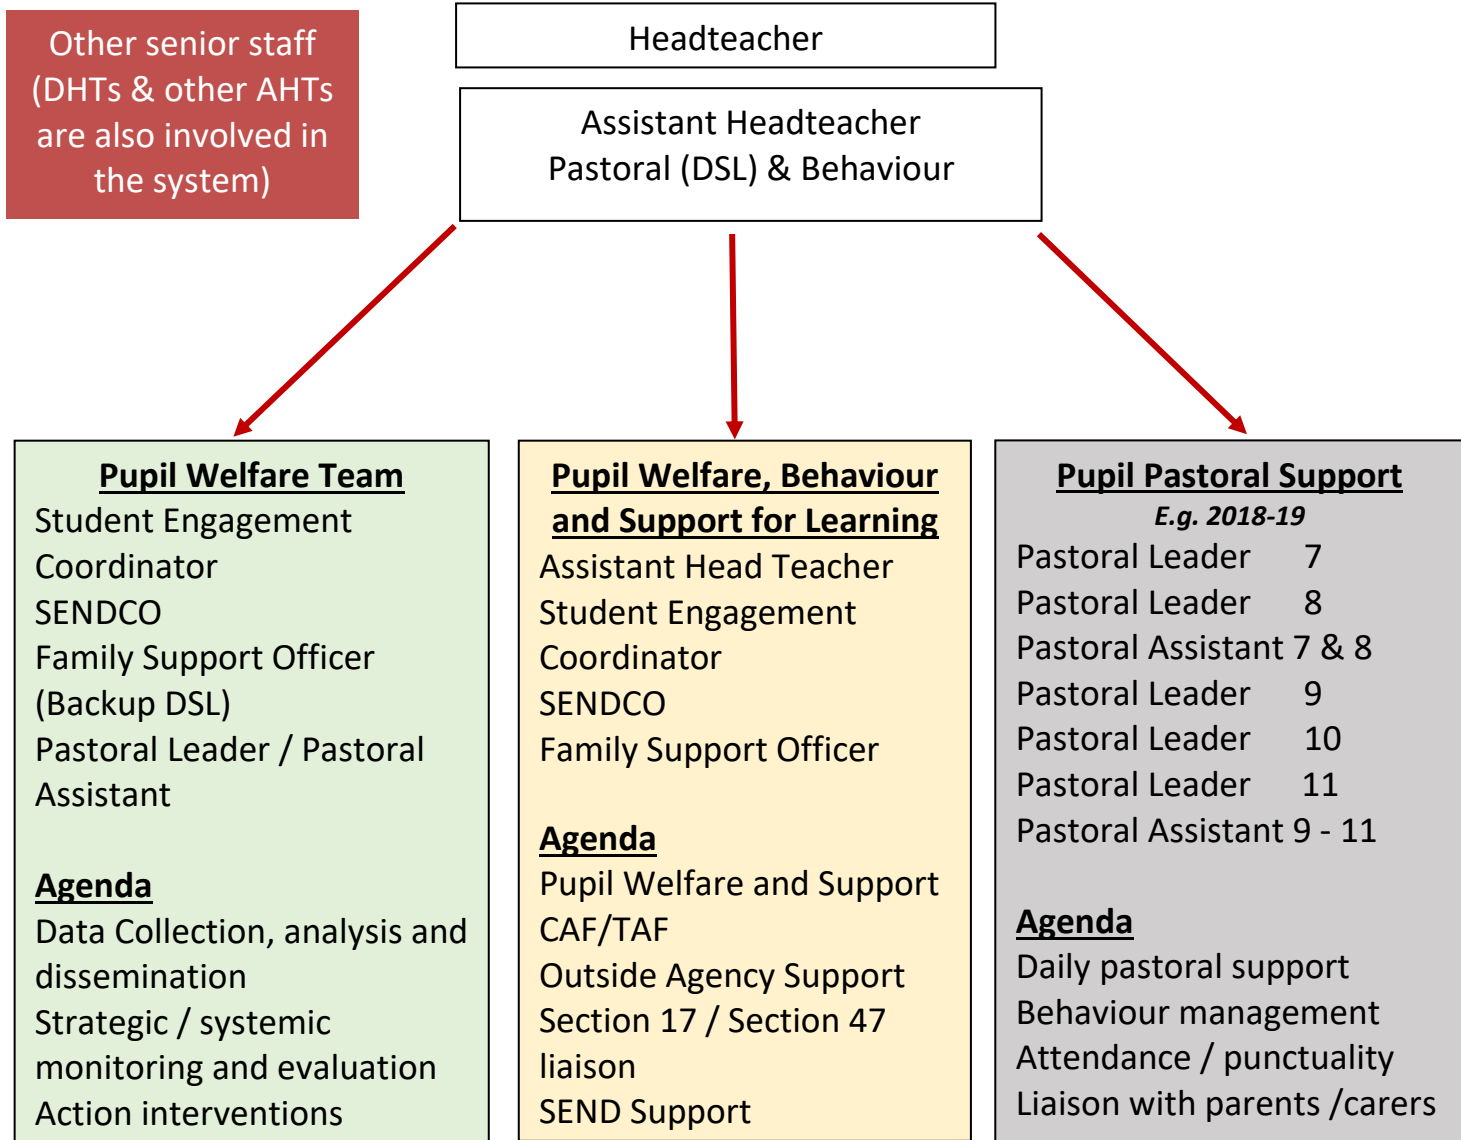 Other senior staff
(DHTs & other AHTs
are also involved in
the system)
Headteacher
Assistant Headteacher
Pastoral (DSL) & Behaviour
Pupil Welfare Team
Student Engagement
Coordinator
SENDCO
Family Support Officer
(Backup DSL)
Pastoral Leader / Pastoral
Assistant
Agenda
Data Collection, analysis and
dissemination
Strategic / systemic
monitoring and evaluation
Action interventions
Pupil Welfare, Behaviour
and Support for Learning
Assistant Head Teacher
Student Engagement
Coordinator
SENDCO
Family Support Officer
Agenda
Pupil Welfare and Support
CAF/TAF
Outside Agency Support
Section 17 / Section 47
liaison
SEND Support
Pupil Pastoral Support
E.g. 2018-19
Pastoral Leader 7
Pastoral Leader 8
Pastoral Assistant 7 & 8
Pastoral Leader 9
Pastoral Leader 10
Pastoral Leader 11
Pastoral Assistant 9 - 11
Agenda
Daily pastoral support
Behaviour management
Attendance / punctuality
Liaison with parents /carers